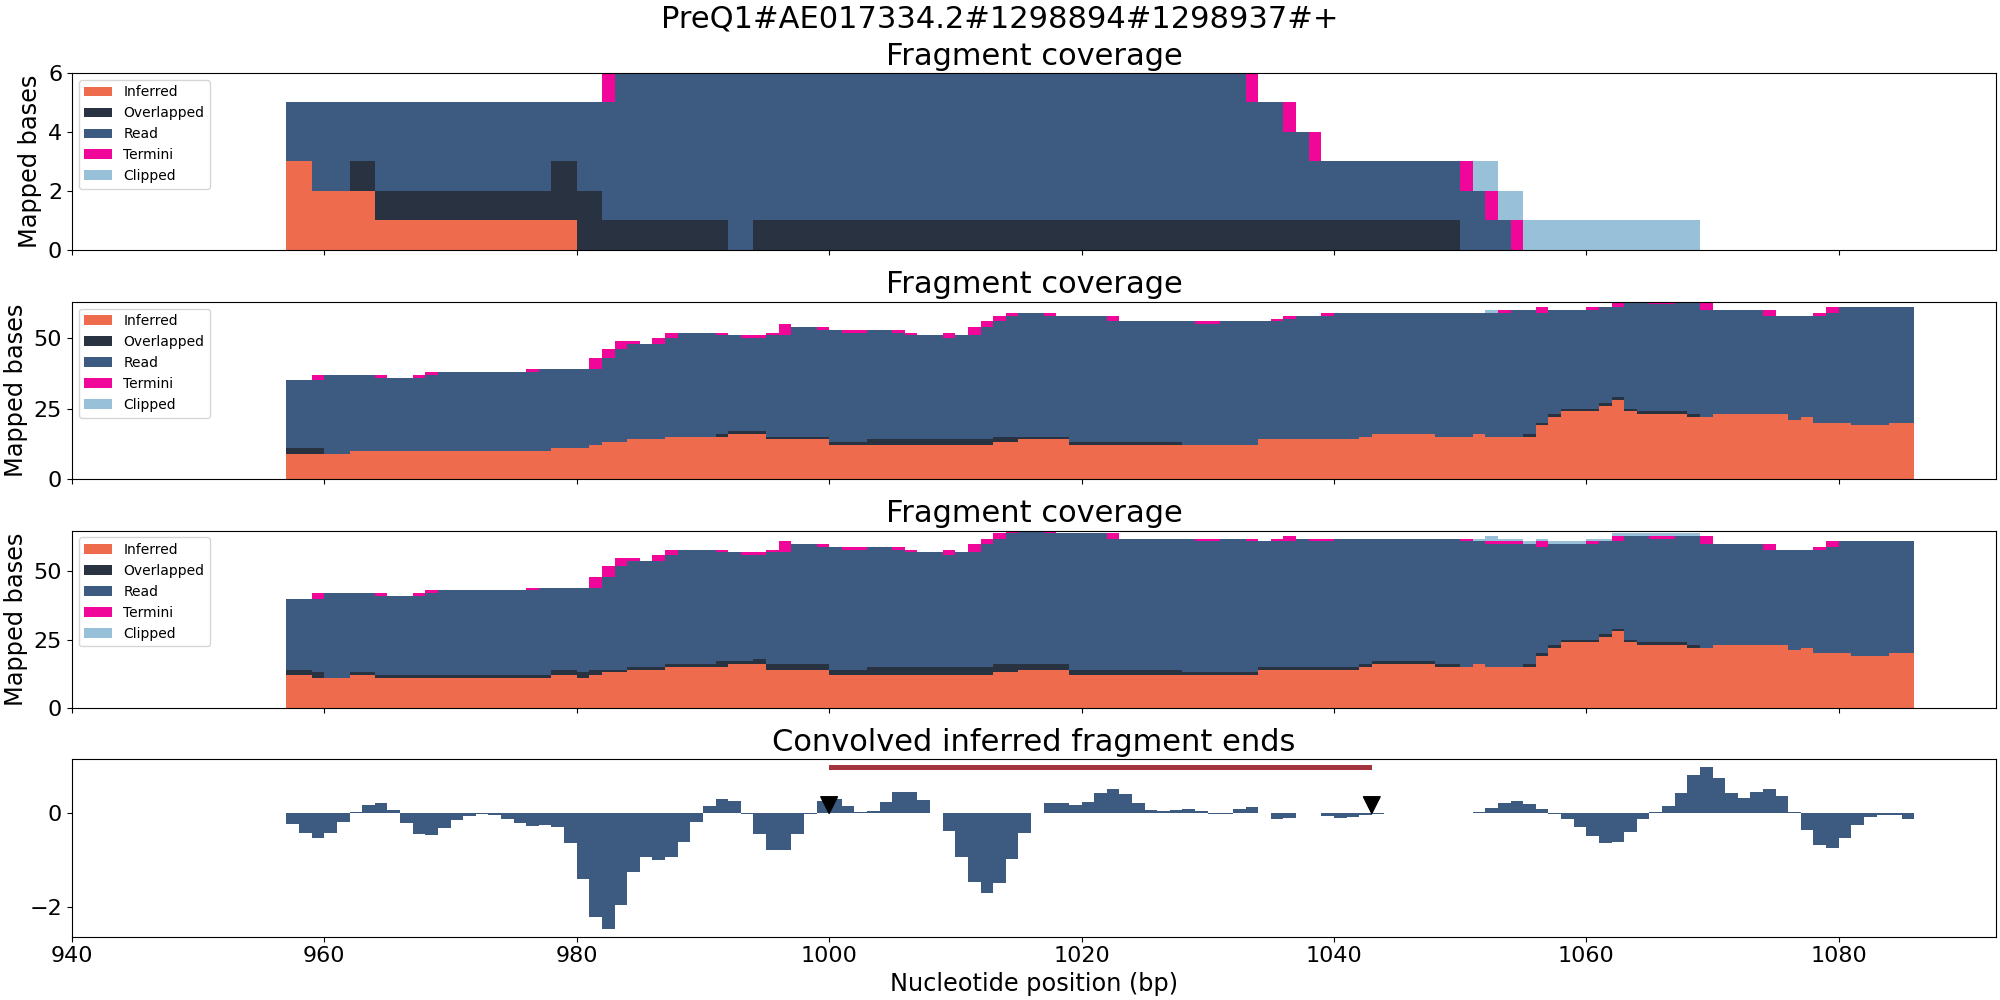 PreQ1#AE017334.2#1298894#1298937#+
Fragment coverage
Mapped bases
6
4
2
0
Inferred
Overlapped
Read
Termini
Clipped
Fragment coverage
Mapped bases
50
25
0
Inferred
Overlapped
Read
Termini
Clipped
Fragment coverage
Mapped bases
50
25
0
Inferred
Overlapped
Read
Termini
Clipped
Convolved inferred fragment ends
0
−2
940 960 980 1000 1020 1040 1060 1080
Nucleotide position (bp)